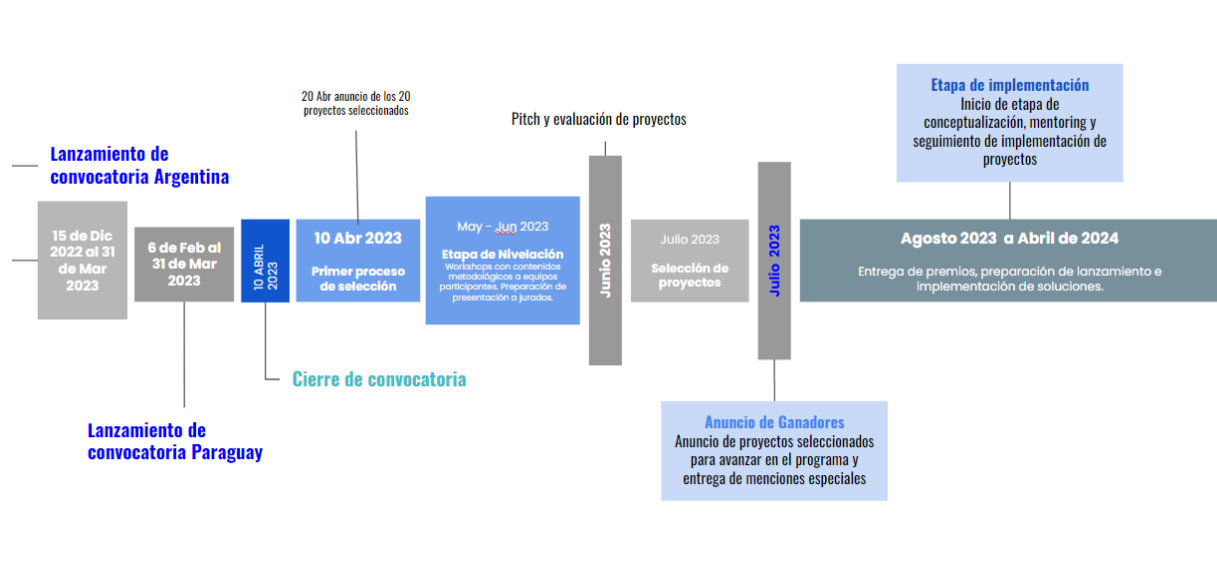 20 Abr anuncio de los 20
proyectos seleccionados
Lanzamiento de
convocatoria Argentina
15 de Dic
2022 al 31
de Mar
2023
6 de Feb al
31 de Mar
2023
Lanzamiento de
convocatoria Paraguay
10 ABRIL
2023
Cierre de convocatoria
10 Abr 2023
Primer proceso
de selección
May - Jun 2023
Etapa de Nivelación
Workshops con contenidos
metodológicos a equipos
participantes. Preparación de
presentación a jurados.
Pitch y evaluación de proyectos
Junio 2023
Julio 2023
Selección de
proyectos
Julio 2023
Anuncio de Ganadores
Anuncio de proyectos seleccionados
para avanzar en el programa y
entrega de menciones especiales
Etapa de implementación
Inicio de etapa de
conceptualización, mentoring y
seguimiento de implementación de
proyectos
Agosto 2023 a Abril de 2024
Entrega de premios, preparación de lanzamiento e
implementación de soluciones.